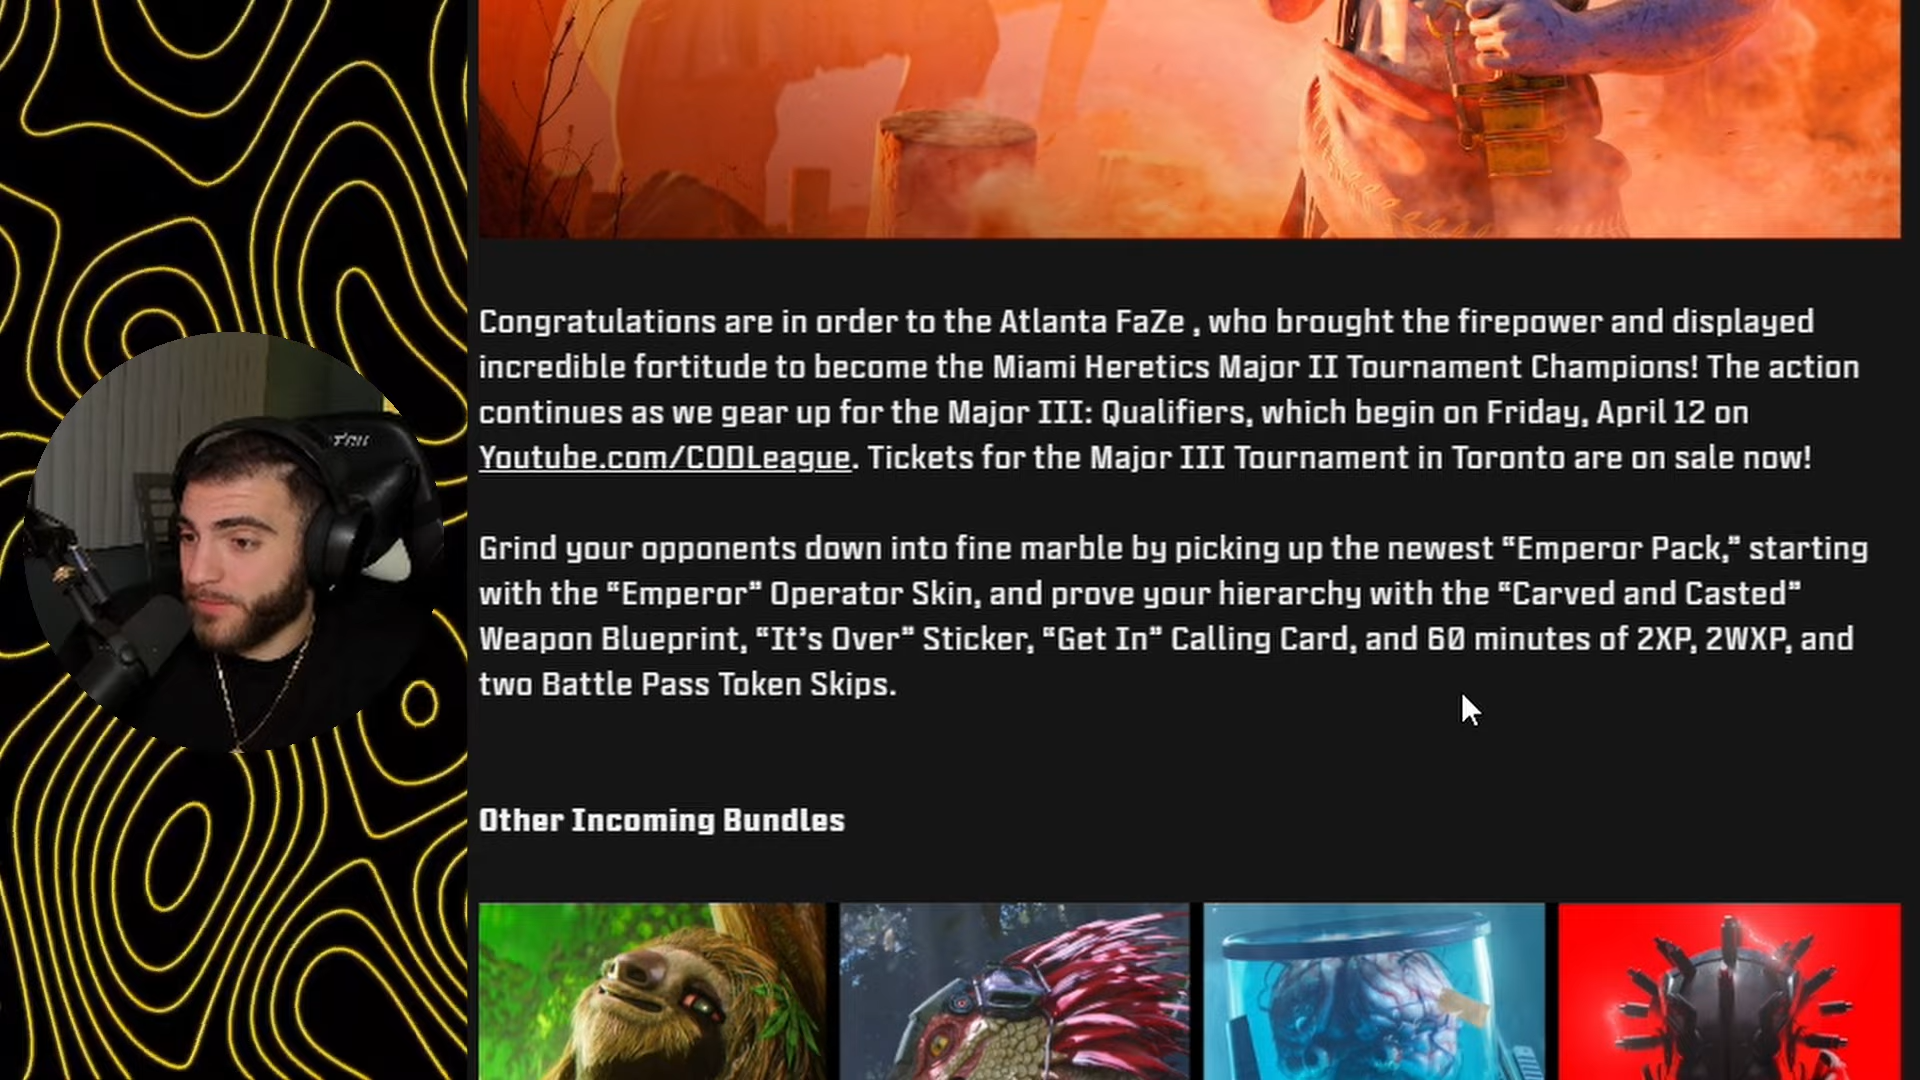 Congratulations are in order to the Atlanta FaZe , who brought the firepower and displayed
incredible fortitude to become the Miami Heretics Major II Tournament Champions! The action
continues as we gear up for the Major III: Qualifiers, which begin on Friday, April 12 on
Youtube.com/CODLeague. Tickets for the Major III Tournament in Toronto are on sale now!
Grind your opponents down into fine marble by picking up the newest “Emperor Pack,” starting
with the “Emperor” Operator Skin, and prove your hierarchy with the “Carved and Casted”
Weapon Blueprint, “It’s Over” Sticker, “Get In” Calling Card, and 60 minutes of 2XP, 2WXP, and
two Battle Pass Token Skips.
Other Incoming Bundles